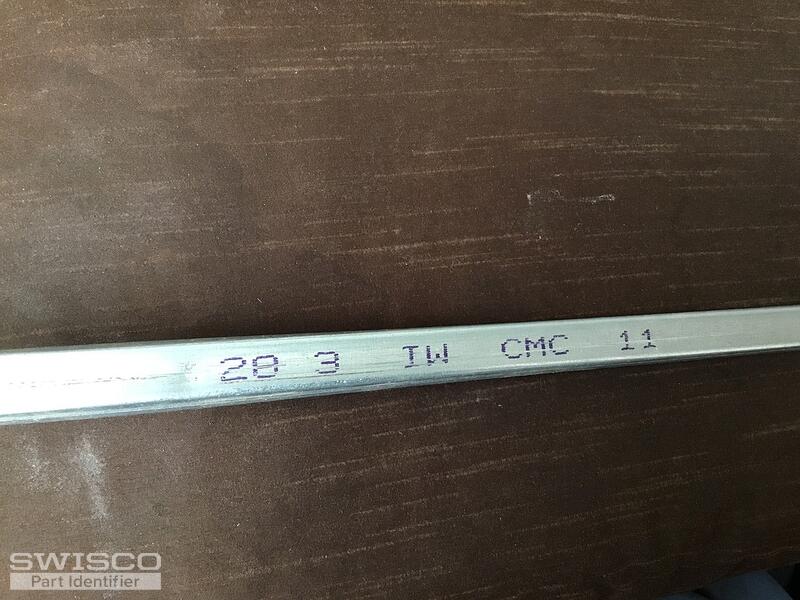 28 3 IW CMC 11
SWISCO
Part Identifier